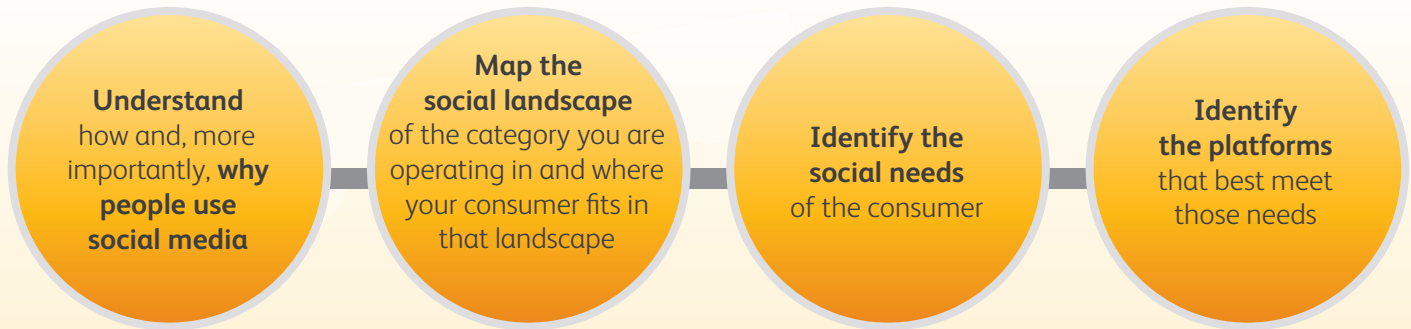 Understand
how and, more
importantly, why
people use
social media
Map the
social landscape
of the category you are
operating in and where
your consumer fits in
that landscape
Identify the
social needs
of the consumer
Identify
the platforms
that best meet
those needs